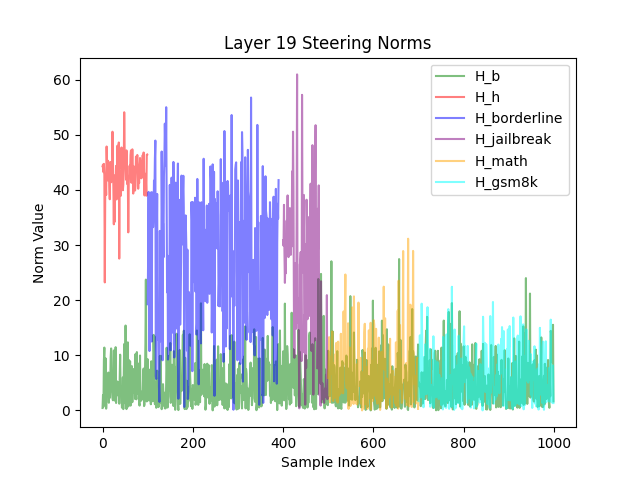 Layer 19 Steering Norms
H_b
H_h
H_borderline
H_jailbreak
H_math
H_gsm8k
Norm Value
60
50
40
30
20
10
0
0
200
400
600
800
1000
Sample Index